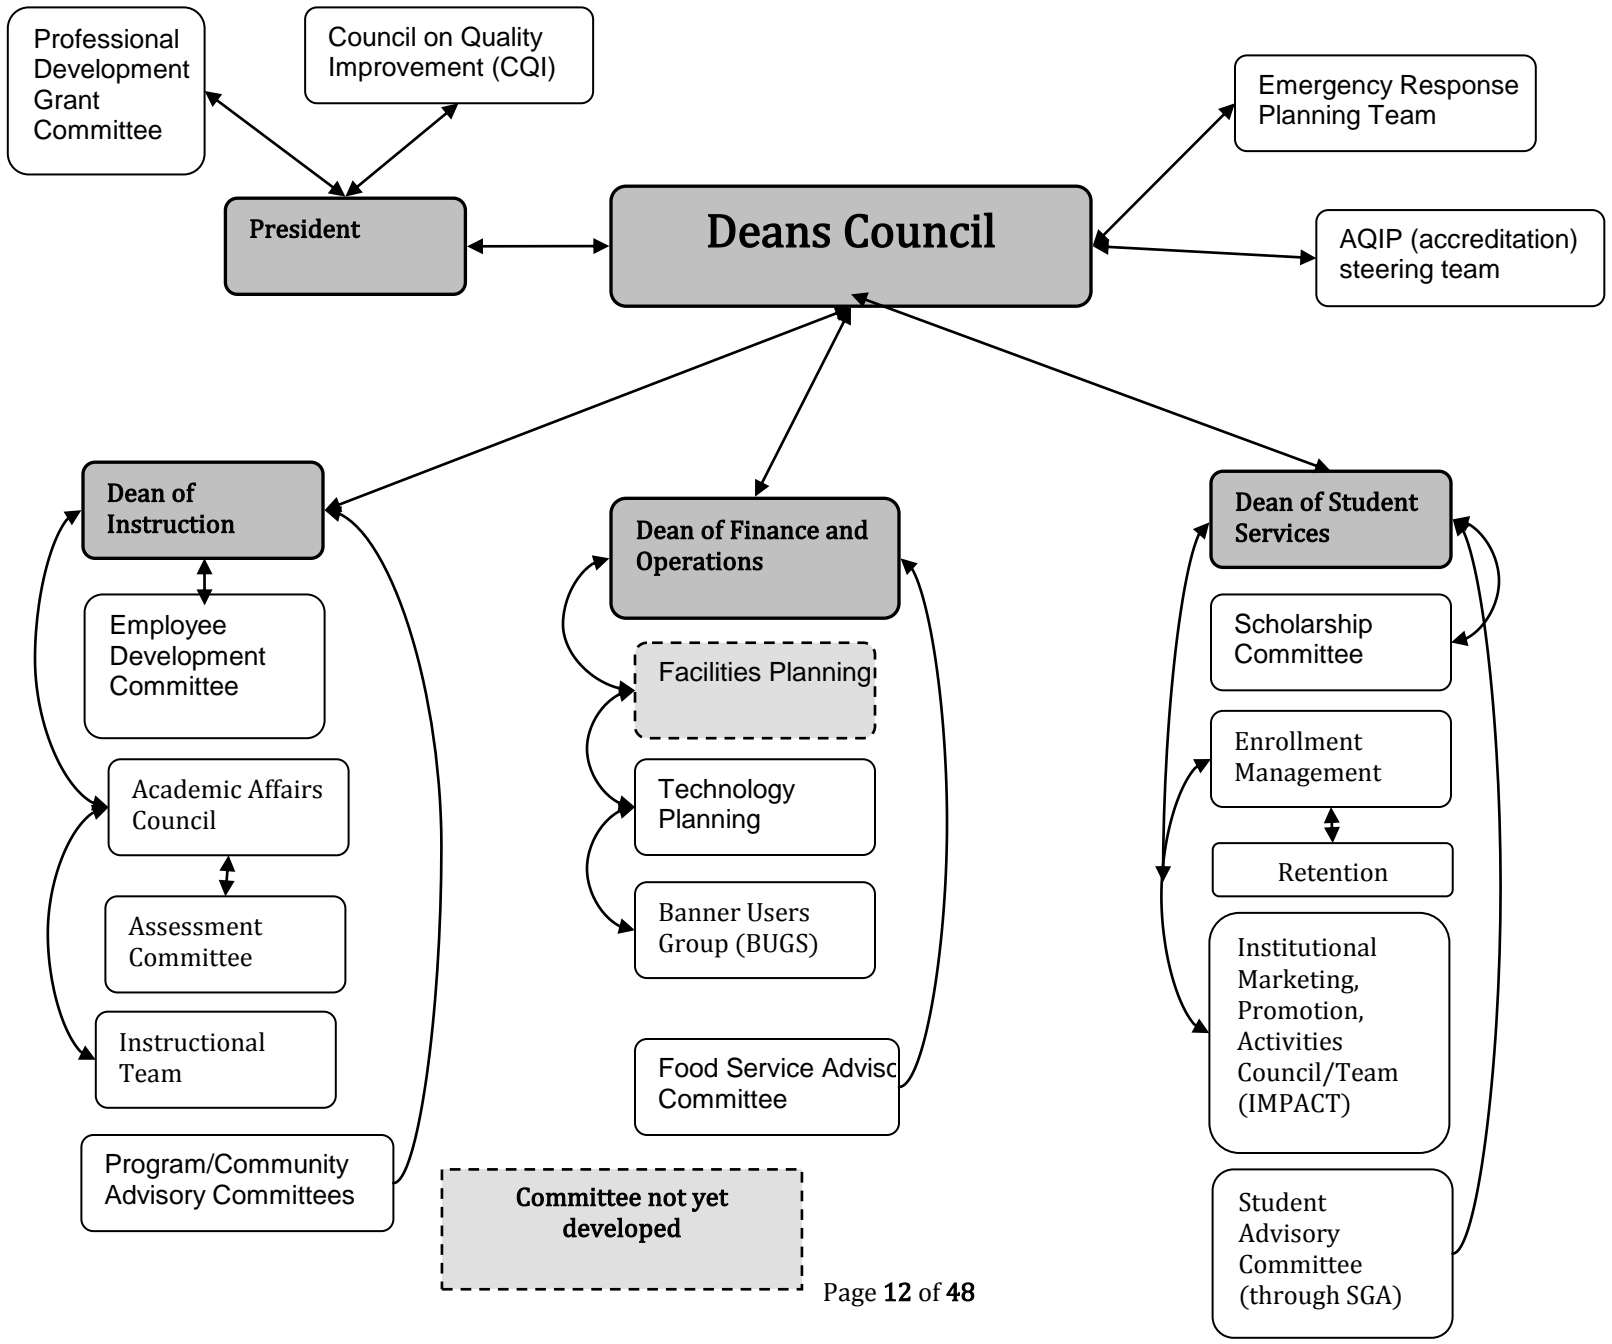 Professional
Development
Grant
Committee
Council on Quality
Improvement (CQI)
Emergency Response
Planning Team
President
Deans Council
AQIP (accreditation)
steering team
Dean of
Instruction
Dean of Finance and
Operations
Dean of Student
Services
Employee
Development
Committee
Academic Affairs
Council
Assessment
Committee
Instructional
Team
Program/Community
Advisory Committees
Facilities Planning
Technology
Planning
Banner Users
Group (BUGS)
Food Service Adviso
Committee
Scholarship
Committee
Enrollment
Management
Retention
Institutional
Marketing,
Promotion,
Activities
Council/Team
(IMPACT)
Student
Advisory
Committee
(through SGA)
Committee not yet
developed
Page 12 of 48